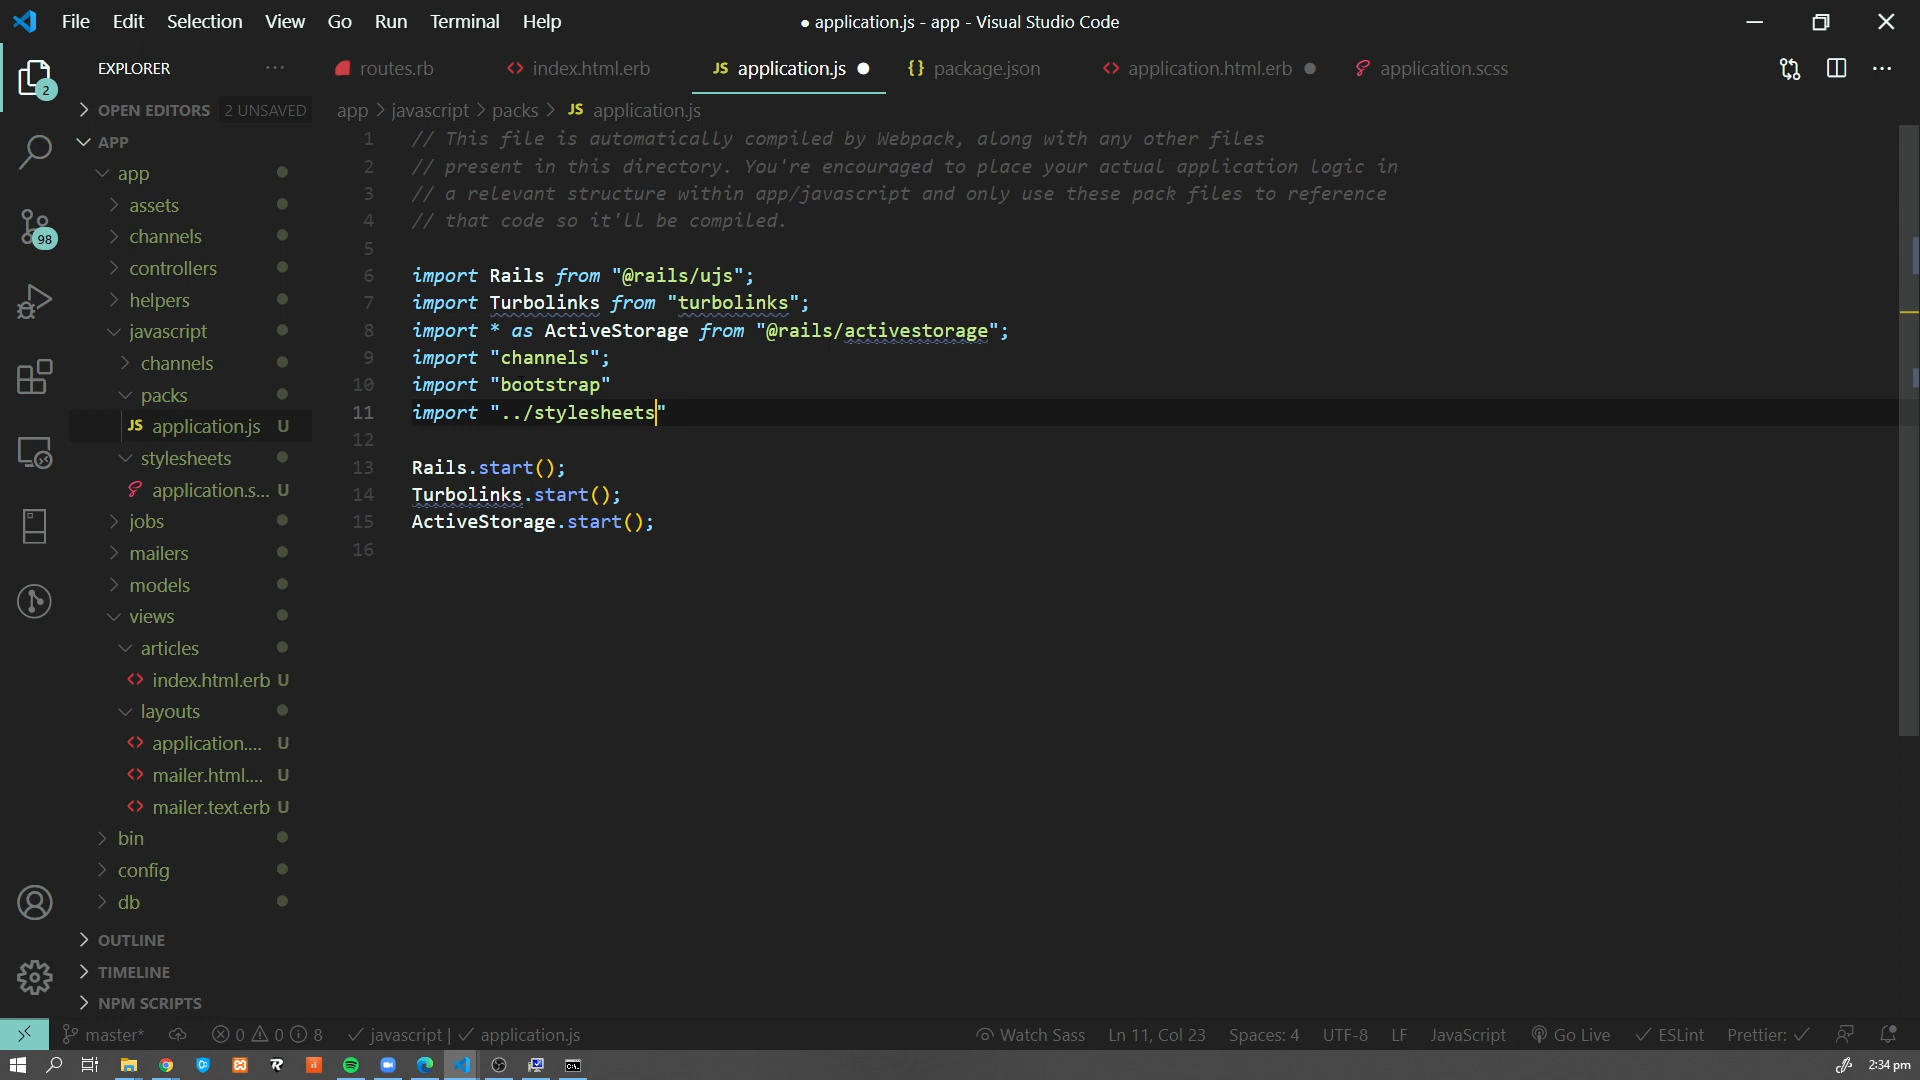 File Edit Selection View Go Run Terminal Help
● application.js - app - Visual Studio Code
EXPLORER
routes.rb
index.html.erb
JS application.js ●
{} package.json
application.html.erb ●
application.scss
2
OPEN EDITORS 2 UNSAVED
app > javascript > packs > JS application.js
APP
app
assets
channels
98
controllers
helpers
javascript
channels
packs
JS application.js U
stylesheets
application.s... U
jobs
mailers
models
views
articles
index.html.erb U
layouts
application.... U
mailer.html.... U
mailer.text.erb U
bin
config
db
OUTLINE
TIMELINE
NPM SCRIPTS
1 // This file is automatically compiled by Webpack, along with any other files
2 // present in this directory. You're encouraged to place your actual application logic in
3 // a relevant structure within app/javascript and only use these pack files to reference
4 // that code so it'll be compiled.
5
6 import Rails from "@rails/ujs";
7 import Turbolinks from "turbolinks";
8 import * as ActiveStorage from "@rails/activestorage";
9 import "channels";
10 import "bootstrap"
11 import "../stylesheets"
12
13 Rails.start();
14 Turbolinks.start();
15 ActiveStorage.start();
16
master* 0 0 8 javascript | application.js
Watch Sass Ln 11, Col 23 Spaces: 4 UTF-8 LF JavaScript Go Live ESLint Prettier:
2:34 pm